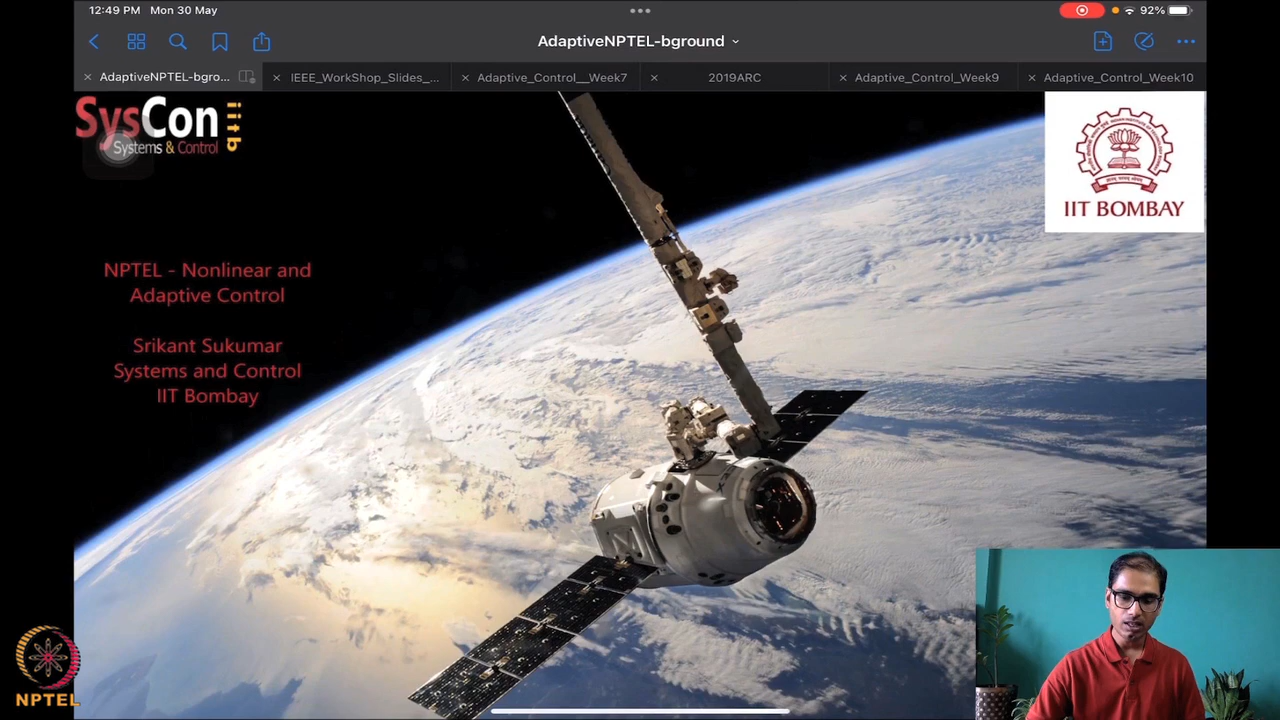 12:49 PM Mon 30 May
92%
AdaptiveNPTEL-bground
AdaptiveNPTEL-bgro...
IEEE_WorkShop_Slides_...
Adaptive_Control__Week7
2019ARC
Adaptive_Control_Week9
Adaptive_Control_Week10
SysCon iitb
Systems & Control
IIT BOMBAY
NPTEL - Nonlinear and
Adaptive Control
Srikant Sukumar
Systems and Control
IIT Bombay
NPTEL